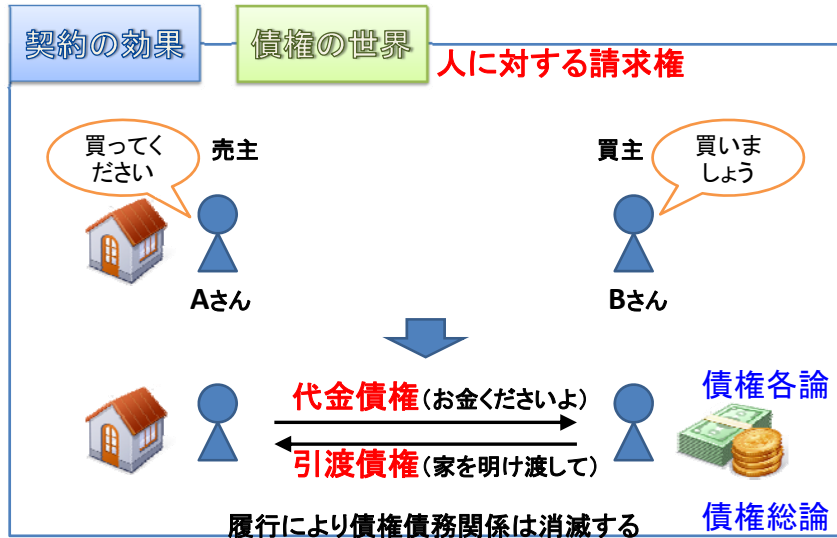 契約の効果
債権の世界
人に対する請求権
買ってく
ださい
売主
買主
買いま
しょう
Aさん
Bさん
代金債権(お金くださいよ)
債権各論
引渡債権(家を明け渡して)
履行により債権債務関係は消滅する
債権総論